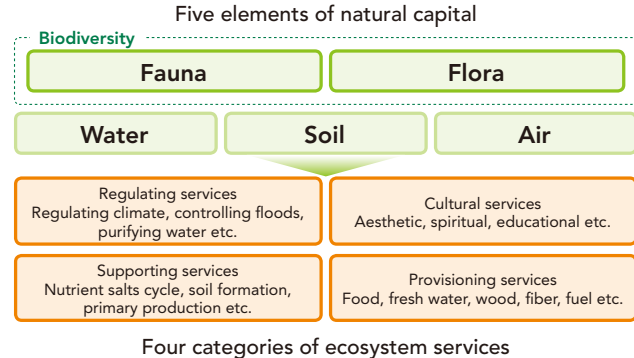 Five elements of natural capital
Biodiversity
Fauna
Flora
Water
Soil
Air
Regulating services
Regulating climate, controlling floods,
purifying water etc.
Cultural services
Aesthetic, spiritual, educational etc.
Supporting services
Nutrient salts cycle, soil formation,
primary production etc.
Provisioning services
Food, fresh water, wood, fiber, fuel etc.
Four categories of ecosystem services